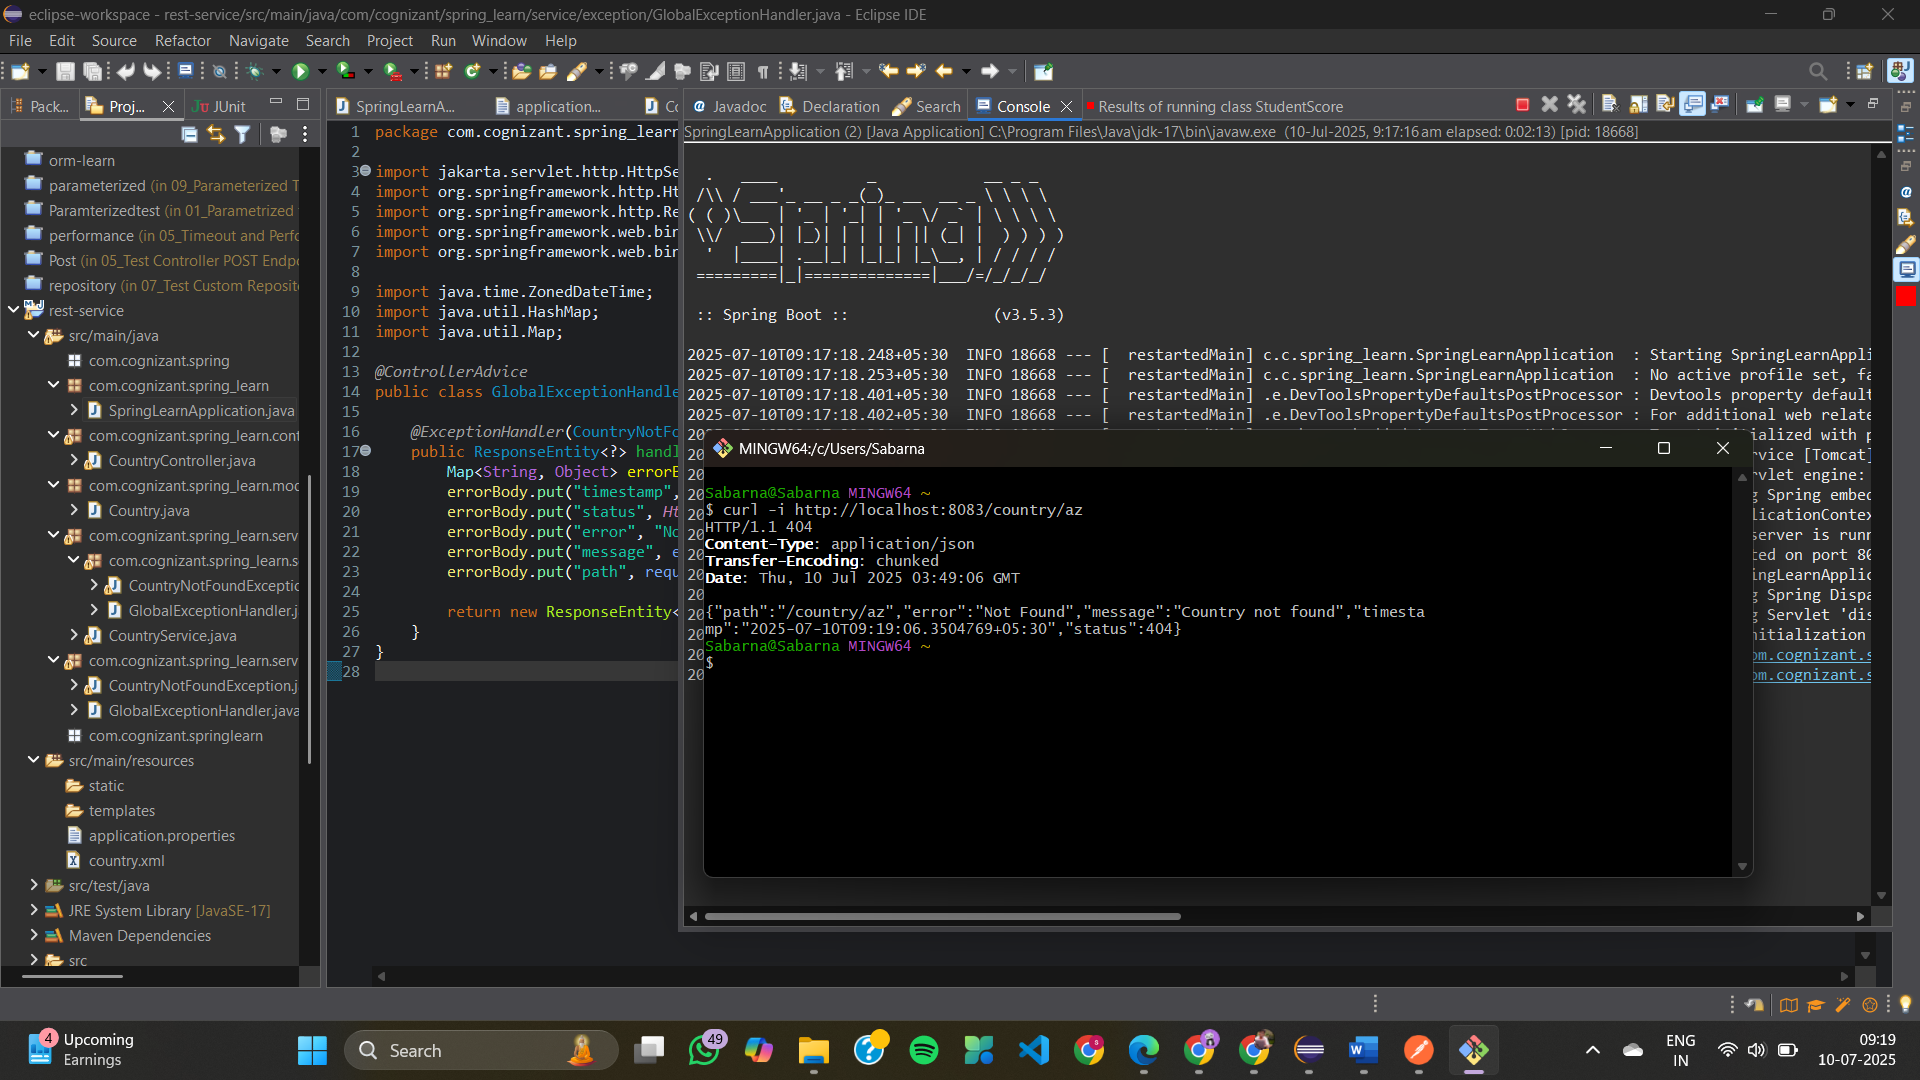 eclipse-workspace - rest-service/src/main/java/com/cognizant/spring_learn/service/exception/GlobalExceptionHandler.java - Eclipse IDE
File Edit Source Refactor Navigate Search Project Run Window Help
Pack... Proj... JUnit
orm-learn
parameterized (in 09_Parameterized T
Paramterizedtest (in 01_Parametrized
performance (in 05_Timeout and Perfo
Post (in 05_Test Controller POST Endpo
repository (in 07_Test Custom Reposito
rest-service
src/main/java
com.cognizant.spring
com.cognizant.spring_learn
SpringLearnApplication.java
com.cognizant.spring_learn.cont
CountryController.java
com.cognizant.spring_learn.mod
Country.java
com.cognizant.spring_learn.serv
com.cognizant.spring_learn.s
CountryNotFoundExceptic
GlobalExceptionHandler.j
CountryService.java
com.cognizant.spring_learn.serv
CountryNotFoundException.j
GlobalExceptionHandler.java
com.cognizant.springlearn
src/main/resources
static
templates
application.properties
country.xml
src/test/java
JRE System Library [JavaSE-17]
Maven Dependencies
src
SpringLearnA... application... Co
1 package com.cognizant.spring_learn
2
3 import jakarta.servlet.http.HttpSe
4 import org.springframework.http.Ht
5 import org.springframework.http.Re
6 import org.springframework.web.bin
7 import org.springframework.web.bin
8
9 import java.time.ZonedDateTime;
10 import java.util.HashMap;
11 import java.util.Map;
12
13 @ControllerAdvice
14 public class GlobalExceptionHandle
15
16 @ExceptionHandler(CountryNotFo
17 public ResponseEntity<?> handl
18 Map<String, Object> errorB
19 errorBody.put("timestamp",
20 errorBody.put("status", Ht
21 errorBody.put("error", "No
22 errorBody.put("message", e
23 errorBody.put("path", requ
24
25 return new ResponseEntity<
26 }
27 }
28
Javadoc Declaration Search Console Results of running class StudentScore
SpringLearnApplication (2) [Java Application] C:\Program Files\Java\jdk-17\bin\javaw.exe (10-Jul-2025, 9:17:16 am elapsed: 0:02:13) [pid: 18668]
:: Spring Boot :: (v3.5.3)
2025-07-10T09:17:18.248+05:30 INFO 18668 --- [ restartedMain] c.c.spring_learn.SpringLearnApplication : Starting SpringLearnAppli
2025-07-10T09:17:18.253+05:30 INFO 18668 --- [ restartedMain] c.c.spring_learn.SpringLearnApplication : No active profile set, fa
2025-07-10T09:17:18.401+05:30 INFO 18668 --- [ restartedMain] .e.DevToolsPropertyDefaultsPostProcessor : Devtools property default
2025-07-10T09:17:18.402+05:30 INFO 18668 --- [ restartedMain] .e.DevToolsPropertyDefaultsPostProcessor : For additional web relate
initialized with p
rvice [Tomcat]
rvlet engine:
g Spring embec
licationContex
server is runn
ted on port 80
ingLearnApplic
g Spring Dispa
g Servlet 'dis
nitialization
om.cognizant.s
om.cognizant.s
MINGW64:/c/Users/Sabarna
Sabarna@Sabarna MINGW64 ~
$ curl -i http://localhost:8083/country/az
HTTP/1.1 404
Content-Type: application/json
Transfer-Encoding: chunked
Date: Thu, 10 Jul 2025 03:49:06 GMT
{"path":"/country/az","error":"Not Found","message":"Country not found","timesta
mp":"2025-07-10T09:19:06.3504769+05:30","status":404}
Sabarna@Sabarna MINGW64 ~
$
4 Upcoming
Earnings
Search
49
ENG
IN
09:19
10-07-2025